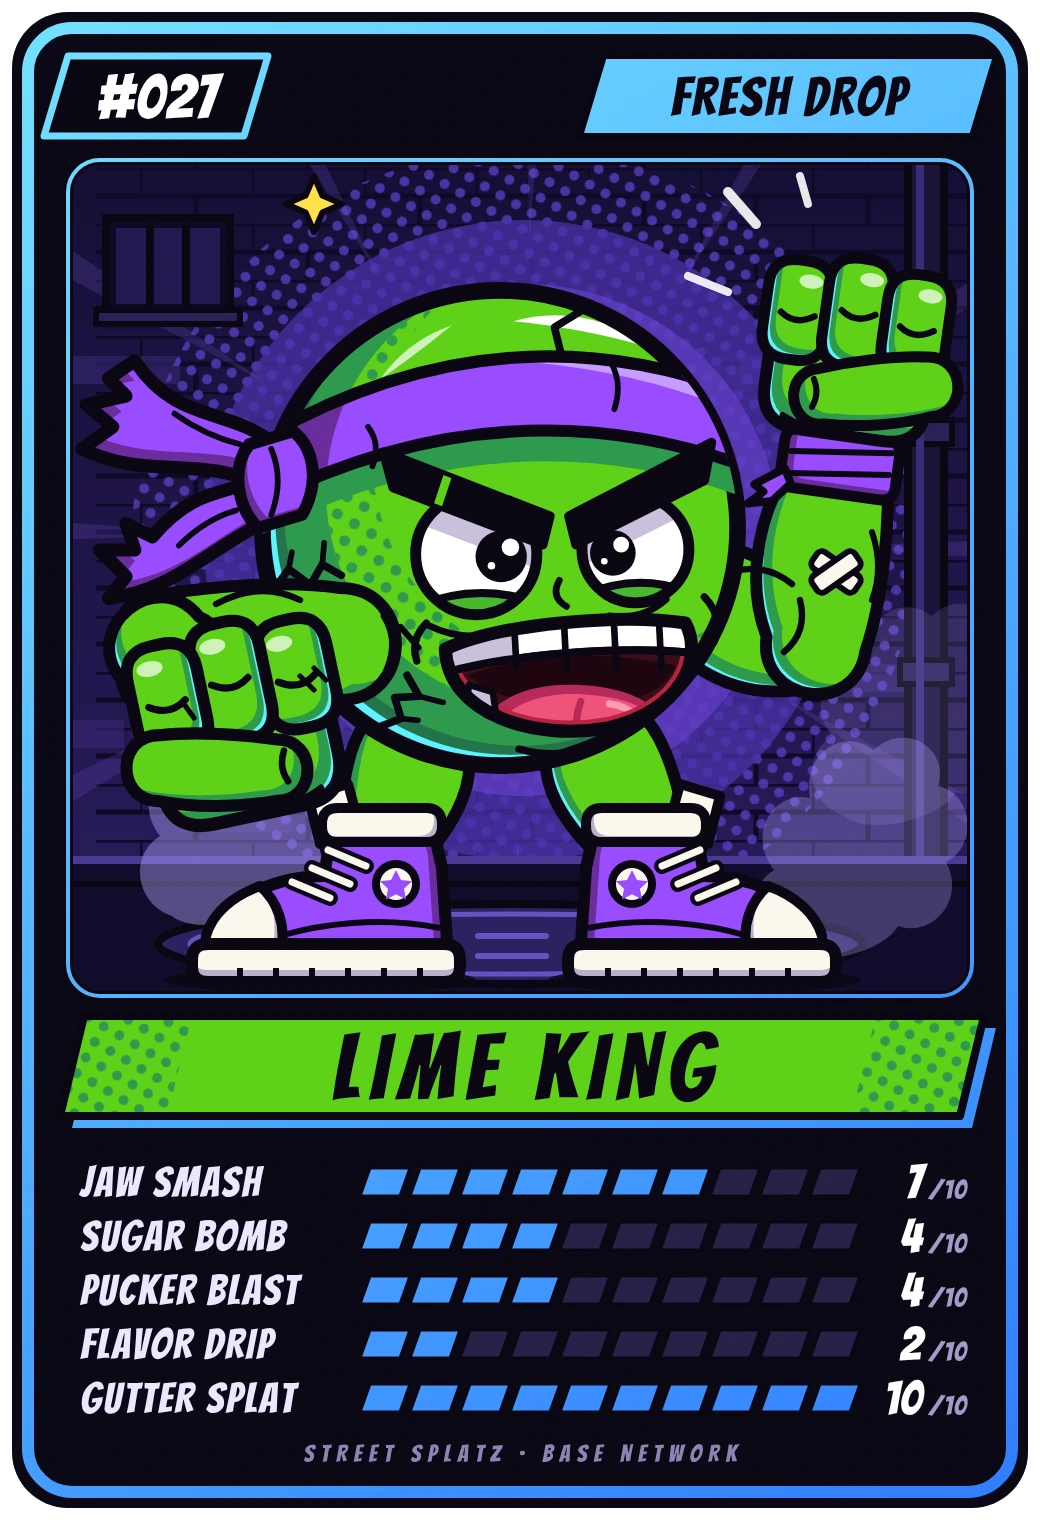 #027
FRESH DROP
LIME KING
JAW SMASH 7/10
SUGAR BOMB 4/10
PUCKER BLAST 4/10
FLAVOR DRIP 2/10
GUTTER SPLAT 10/10
STREET SPLATZ · BASE NETWORK